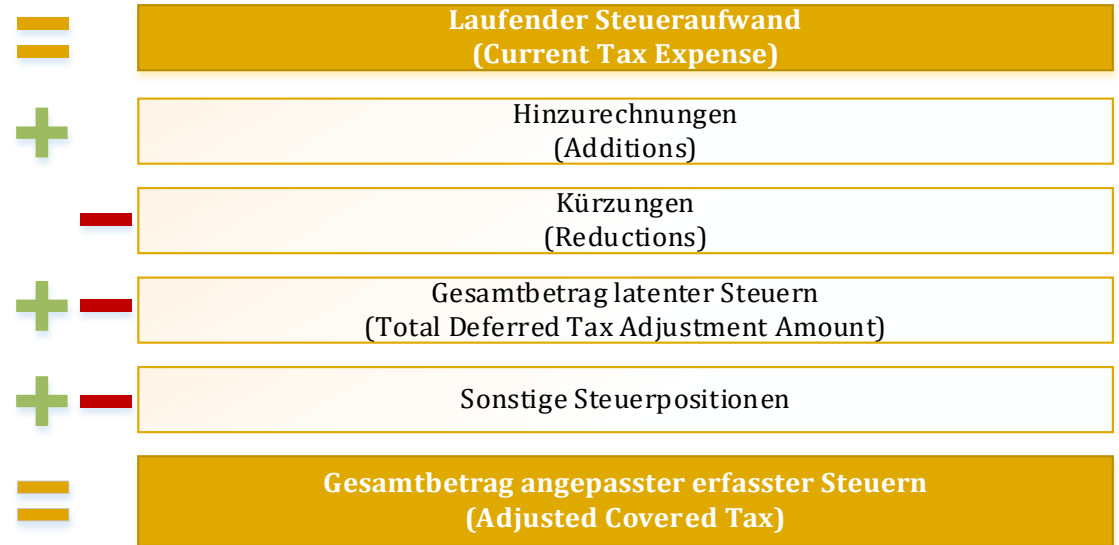 Laufender Steueraufwand
(Current Tax Expense)
Hinzurechnungen
(Additions)
Kürzungen
(Reductions)
Gesamtbetrag latenter Steuern
(Total Deferred Tax Adjustment Amount)
Sonstige Steuerpositionen
Gesamtbetrag angepasster erfasster Steuern
(Adjusted Covered Tax)